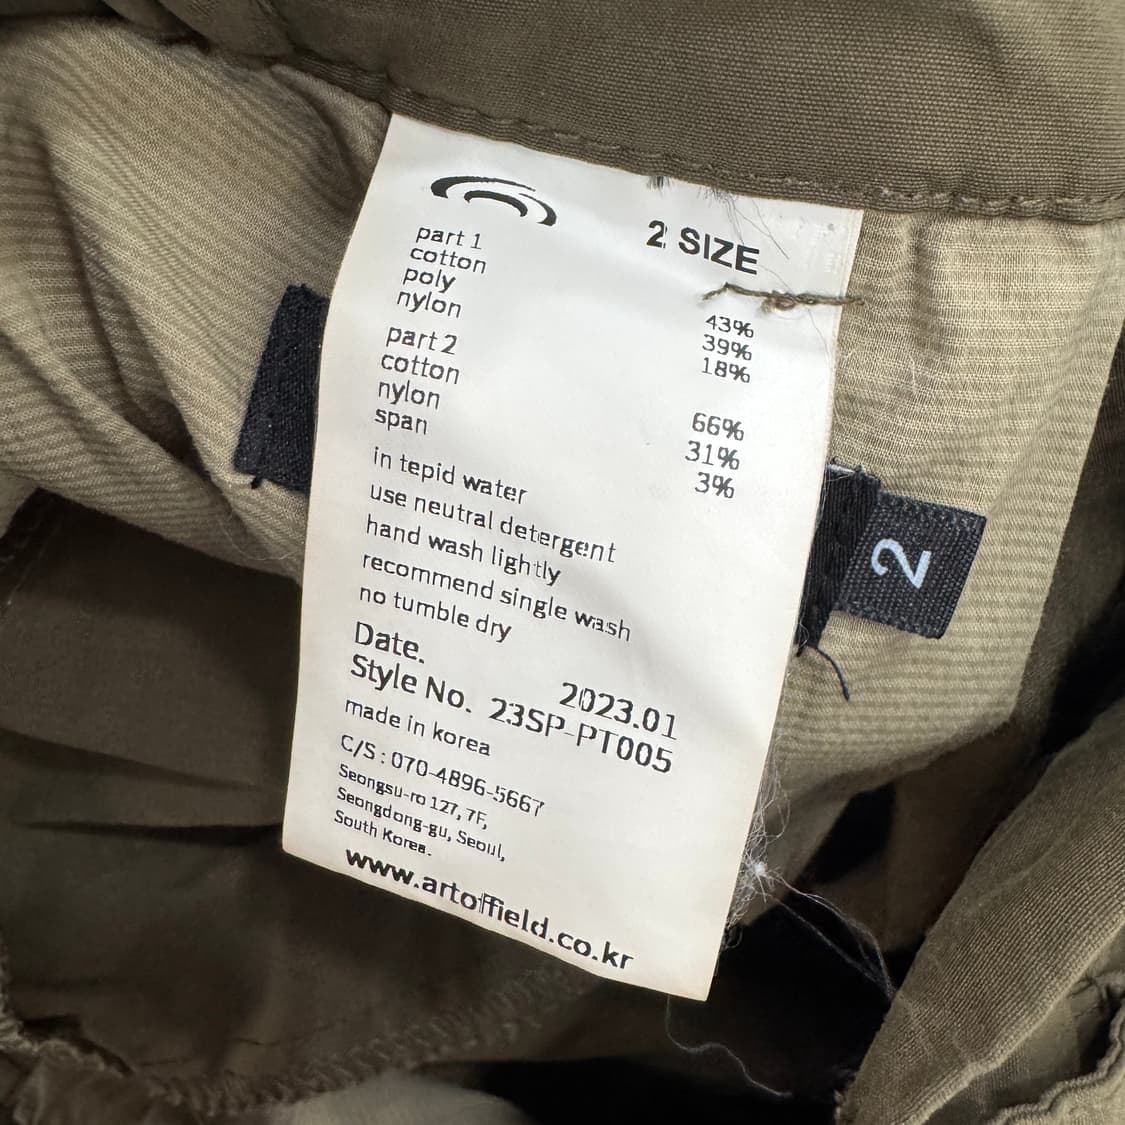 2 SIZE
part 1
cotton 43%
poly 39%
nylon 18%
part 2
cotton 66%
nylon 31%
span 3%
in tepid water
use neutral detergent
hand wash lightly
recommend single wash
no tumble dry
Date. 2023.01
Style No. 23SP-PT005
made in korea
C/S : 070-4896-5667
Seongsu-ro 127, 7F,
Seongdong-gu, Seoul,
South Korea.
www.artoffield.co.kr
2